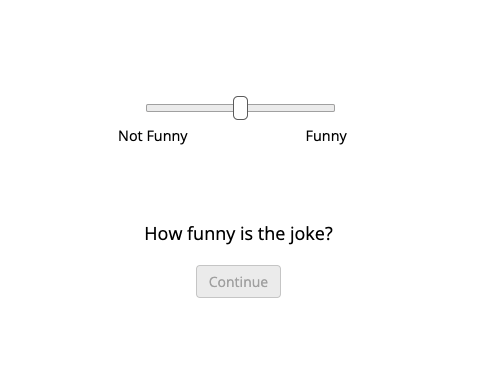 Not Funny Funny
How funny is the joke?
Continue